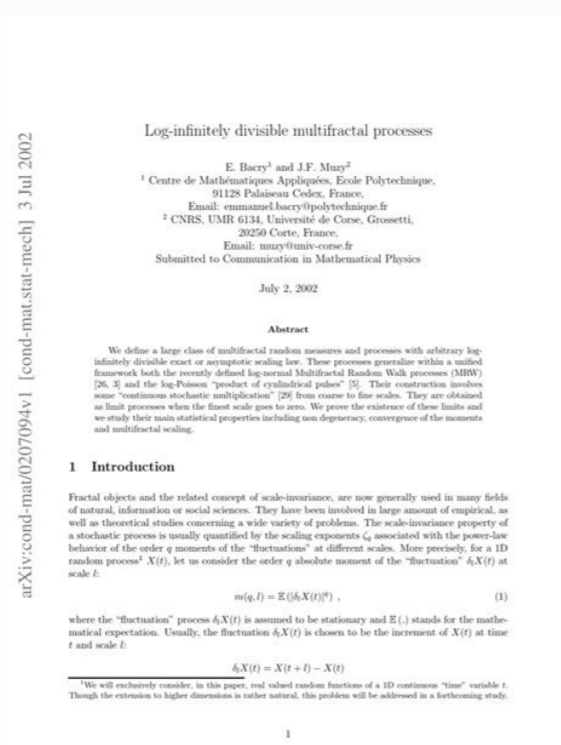 arXiv:cond-mat/0207094v1 [cond-mat.stat-mech] 3 Jul 2002
Log-infinitely divisible multifractal processes
E. Bacry¹ and J.F. Muzy²
¹ Centre de Mathématiques Appliquées, Ecole Polytechnique,
91128 Palaiseau Cedex, France,
Email: emmanuel.bacry@polytechnique.fr
² CNRS, UMR 6134, Université de Corse, Grossetti,
20250 Corte, France,
Email: muzy@univ-corse.fr
Submitted to Communication in Mathematical Physics
July 2, 2002
Abstract
We define a large class of multifractal random measures and processes with arbitrary log-
infinitely divisible exact or asymptotic scaling law. These processes generalize within a unified
framework both the recently defined log-normal Multifractal Random Walk processes (MRW)
[26, 3] and the log-Poisson "product of cynlindrical pulses" [5]. Their construction involves
some "continuous stochastic multiplication" [29] from coarse to fine scales. They are obtained
as limit processes when the finest scale goes to zero. We prove the existence of these limits and
we study their main statistical properties including non degeneracy, convergence of the moments
and multifractal scaling.
1 Introduction
Fractal objects and the related concept of scale-invariance, are now generally used in many fields
of natural, information or social sciences. They have been involved in large amount of empirical, as
well as theoretical studies concerning a wide variety of problems. The scale-invariance property of
a stochastic process is usually quantified by the scaling exponents ζq associated with the power-law
behavior of the order q moments of the "fluctuations" at different scales. More precisely, for a 1D
random process¹ X(t), let us consider the order q absolute moment of the "fluctuation" δₗX(t) at
scale l:
m(q, l) = 𝔼(|δₗX(t)|^q) , (1)
where the "fluctuation" process δₗX(t) is assumed to be stationary and 𝔼(.) stands for the mathe-
matical expectation. Usually, the fluctuation δₗX(t) is chosen to be the increment of X(t) at time
t and scale l:
δₗX(t) = X(t + l) − X(t)
¹We will exclusively consider, in this paper, real valued random functions of a 1D continuous "time" variable t.
Though the extension to higher dimensions is rather natural, this problem will be addressed in a forthcoming study.
1